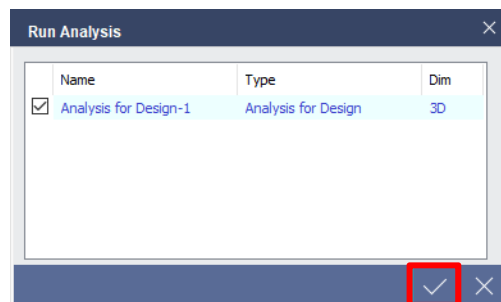 Run Analysis
Name Type Dim
Analysis for Design-1 Analysis for Design 3D